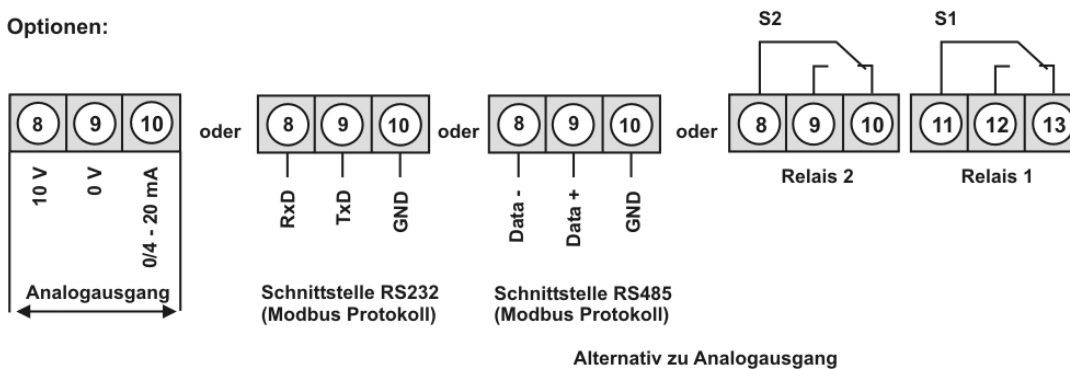 Optionen:
S2
S1
8 9 10
oder
8 9 10
oder
8 9 10
oder
8 9 10
11 12 13
10 V
0 V
0/4 - 20 mA
RxD
TxD
GND
Data -
Data +
GND
Relais 2
Relais 1
Analogausgang
Schnittstelle RS232
(Modbus Protokoll)
Schnittstelle RS485
(Modbus Protokoll)
Alternativ zu Analogausgang